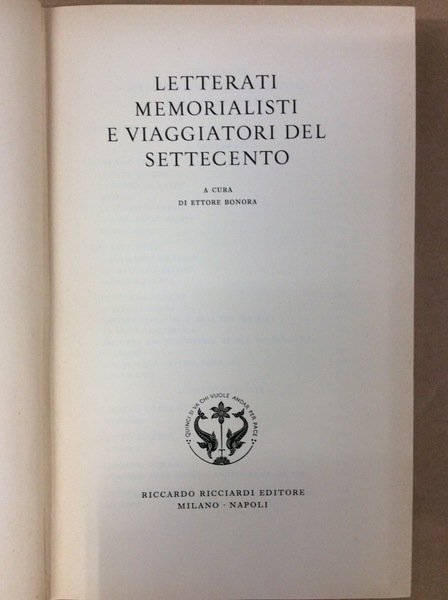 LETTERATI
MEMORIALISTI
E VIAGGIATORI DEL
SETTECENTO
A CURA
DI ETTORE BONORA
QUINCI SI VA CHI VUOLE ANDAR PER PACE
RICCARDO RICCIARDI EDITORE
MILANO · NAPOLI